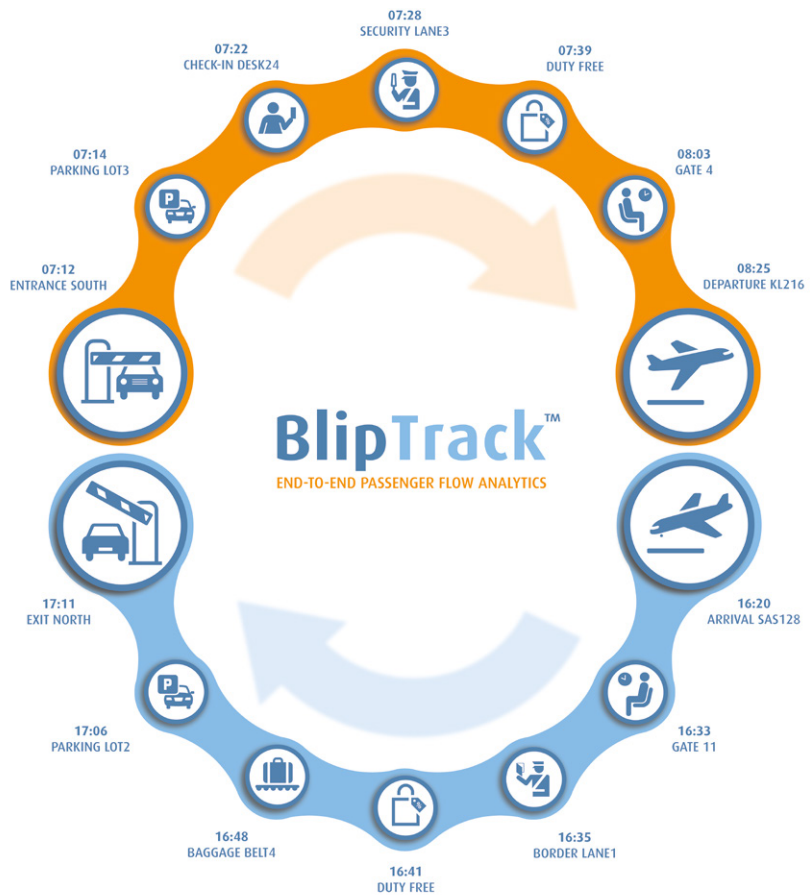 07:28
SECURITY LANE3
07:22
CHECK-IN DESK24
07:39
DUTY FREE
07:14
PARKING LOT3
08:03
GATE 4
07:12
ENTRANCE SOUTH
08:25
DEPARTURE KL216
P
BlipTrack™
END-TO-END PASSENGER FLOW ANALYTICS
17:11
EXIT NORTH
16:20
ARRIVAL SAS128
P
17:06
PARKING LOT2
16:33
GATE 11
16:48
BAGGAGE BELT4
16:35
BORDER LANE1
16:41
DUTY FREE